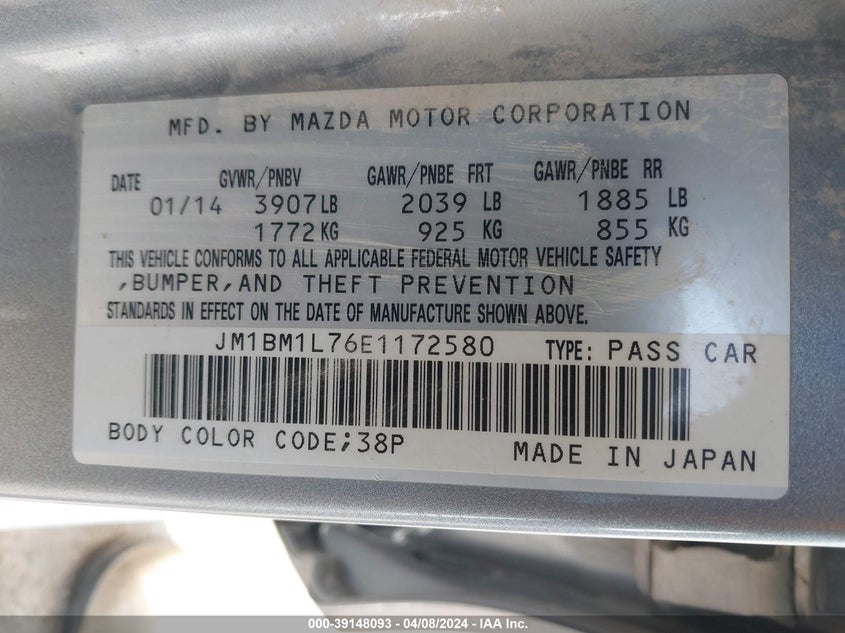 MFD. BY MAZDA MOTOR CORPORATION
DATE GVWR/PNBV GAWR/PNBE FRT GAWR/PNBE RR
01/14 3907LB 2039 LB 1885 LB
1772KG 925 KG 855 KG
THIS VEHICLE CONFORMS TO ALL APPLICABLE FEDERAL MOTOR VEHICLE SAFETY
,BUMPER,AND THEFT PREVENTION
STANDARDS IN EFFECT ON THE DATE OF MANUFACTURE SHOWN ABOVE.
JM1BM1L76E1172580 TYPE: PASS CAR
BODY COLOR CODE;38P MADE IN JAPAN
000-39148093 - 04/08/2024 - IAA Inc.